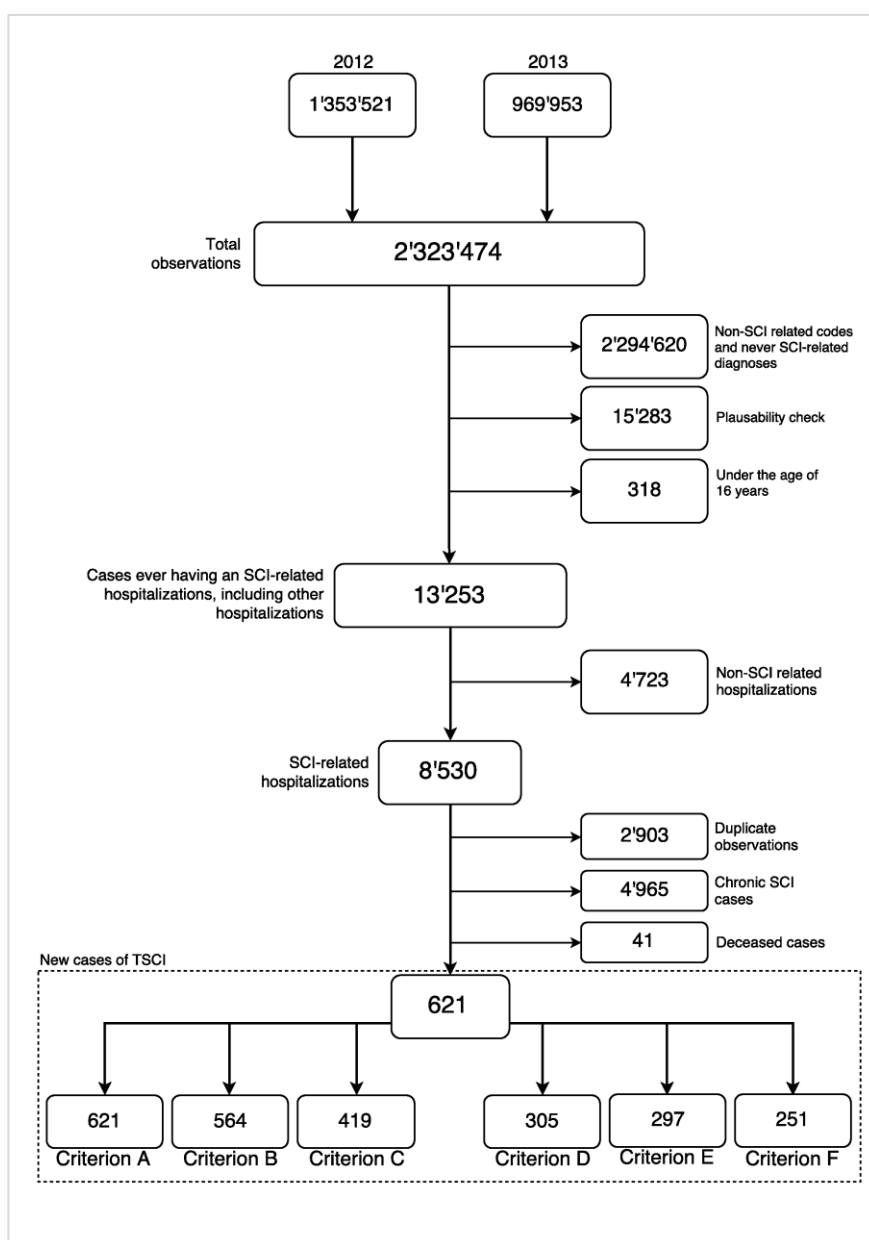 2012
2013
1'353'521
969'953
Total
observations
2'323'474
Non-SCI related codes
and never SCI-related
diagnoses
2'294'620
15'283
Plausability check
318
Under the age of
16 years
Cases ever having an SCI-related
hospitalizations, including other
hospitalizations
13'253
4'723
Non-SCI related
hospitalizations
SCI-related
hospitalizations
8'530
2'903
Duplicate
observations
4'965
Chronic SCI
cases
41
Deceased cases
New cases of TSCI
621
621
564
419
305
297
251
Criterion A
Criterion B
Criterion C
Criterion D
Criterion E
Criterion F